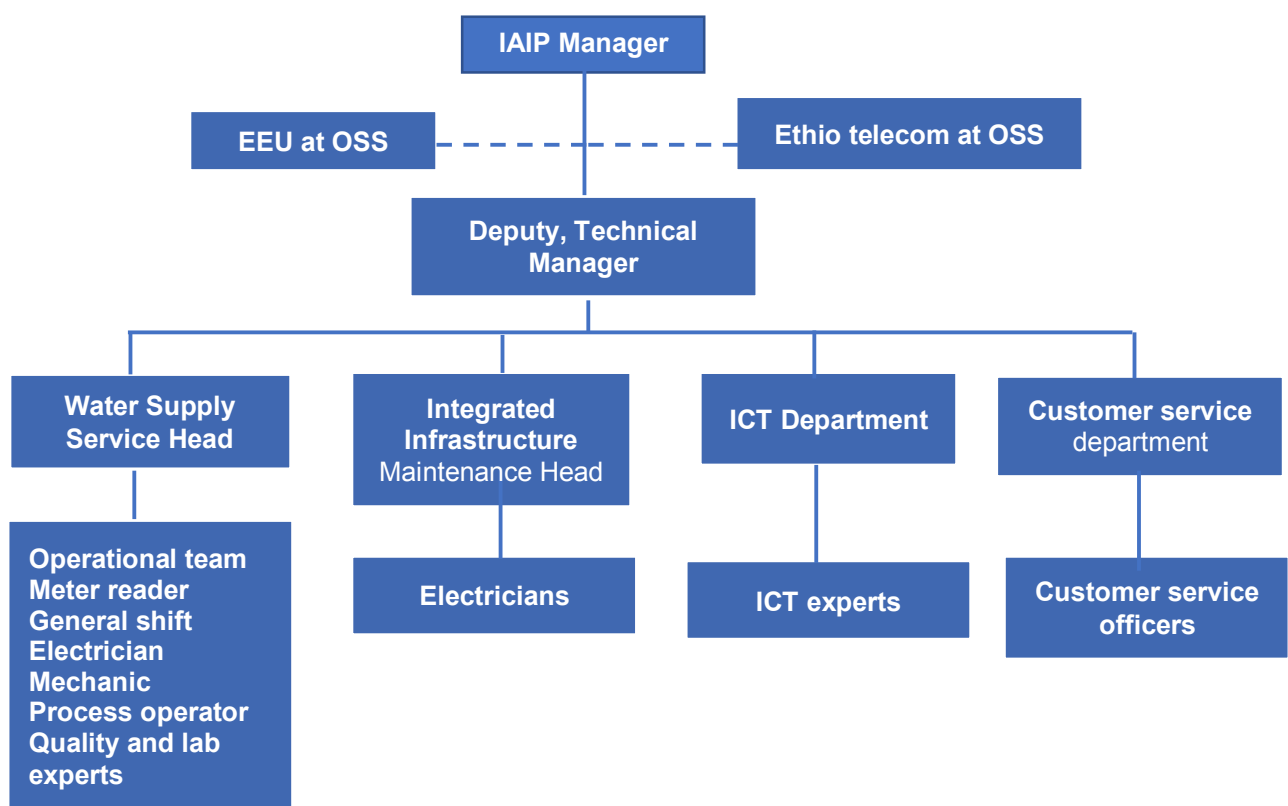 IAIP Manager
EEU at OSS
Ethio telecom at OSS
Deputy, Technical
Manager
Water Supply
Service Head
Integrated
Infrastructure
Maintenance Head
ICT Department
Customer service
department
Operational team
Meter reader
General shift
Electrician
Mechanic
Process operator
Quality and lab
experts
Electricians
ICT experts
Customer service
officers